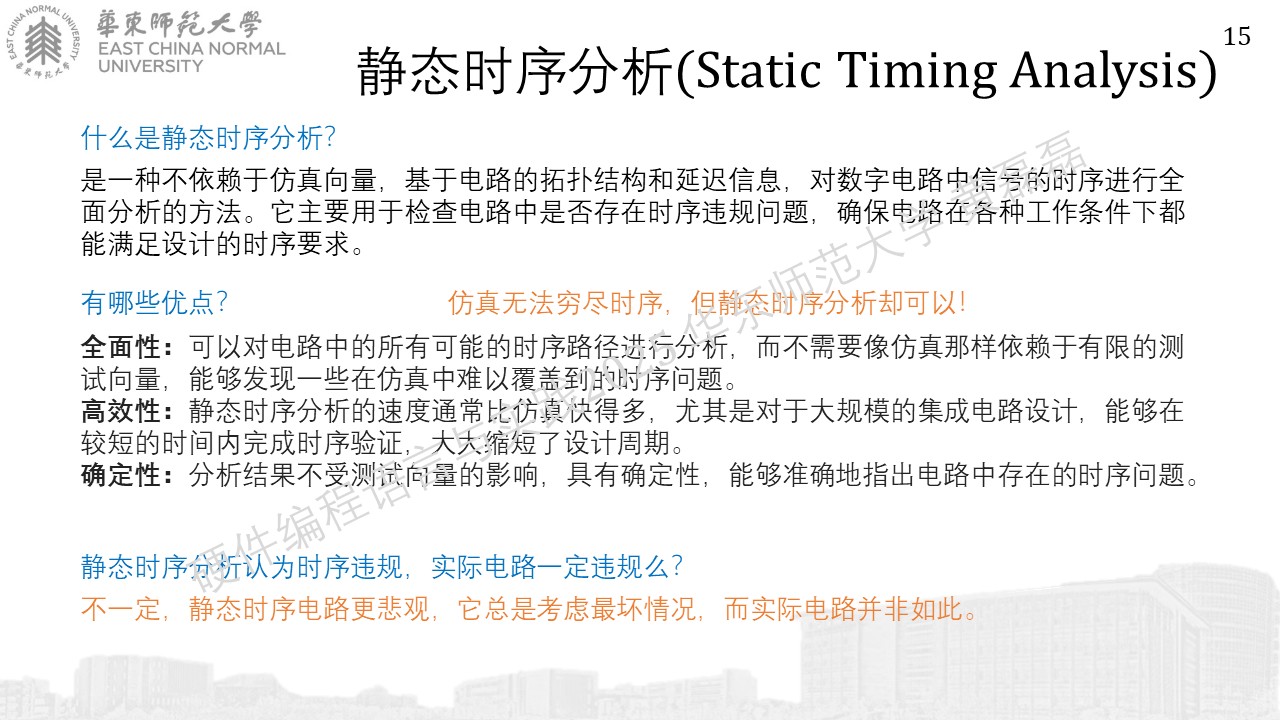 華東師範大學
EAST CHINA NORMAL
UNIVERSITY
15
静态时序分析(Static Timing Analysis)
什么是静态时序分析?
是一种不依赖于仿真向量，基于电路的拓扑结构和延迟信息，对数字电路中信号的时序进行全
面分析的方法。它主要用于检查电路中是否存在时序违规问题，确保电路在各种工作条件下都
能满足设计的时序要求。
有哪些优点?
仿真无法穷尽时序，但静态时序分析却可以!
全面性：可以对电路中的所有可能的时序路径进行分析，而不需要像仿真那样依赖于有限的测
试向量，能够发现一些在仿真中难以覆盖到的时序问题。
高效性：静态时序分析的速度通常比仿真快得多，尤其是对于大规模的集成电路设计，能够在
较短的时间内完成时序验证，大大缩短了设计周期。
确定性：分析结果不受测试向量的影响，具有确定性，能够准确地指出电路中存在的时序问题。
静态时序分析认为时序违规，实际电路一定违规么?
不一定，静态时序电路更悲观，它总是考虑最坏情况，而实际电路并非如此。
硬件编程语言与实践2025 华东师范大学 黄磊磊
EAST CHINA NORMAL UNIVERSITY
華東師范大學